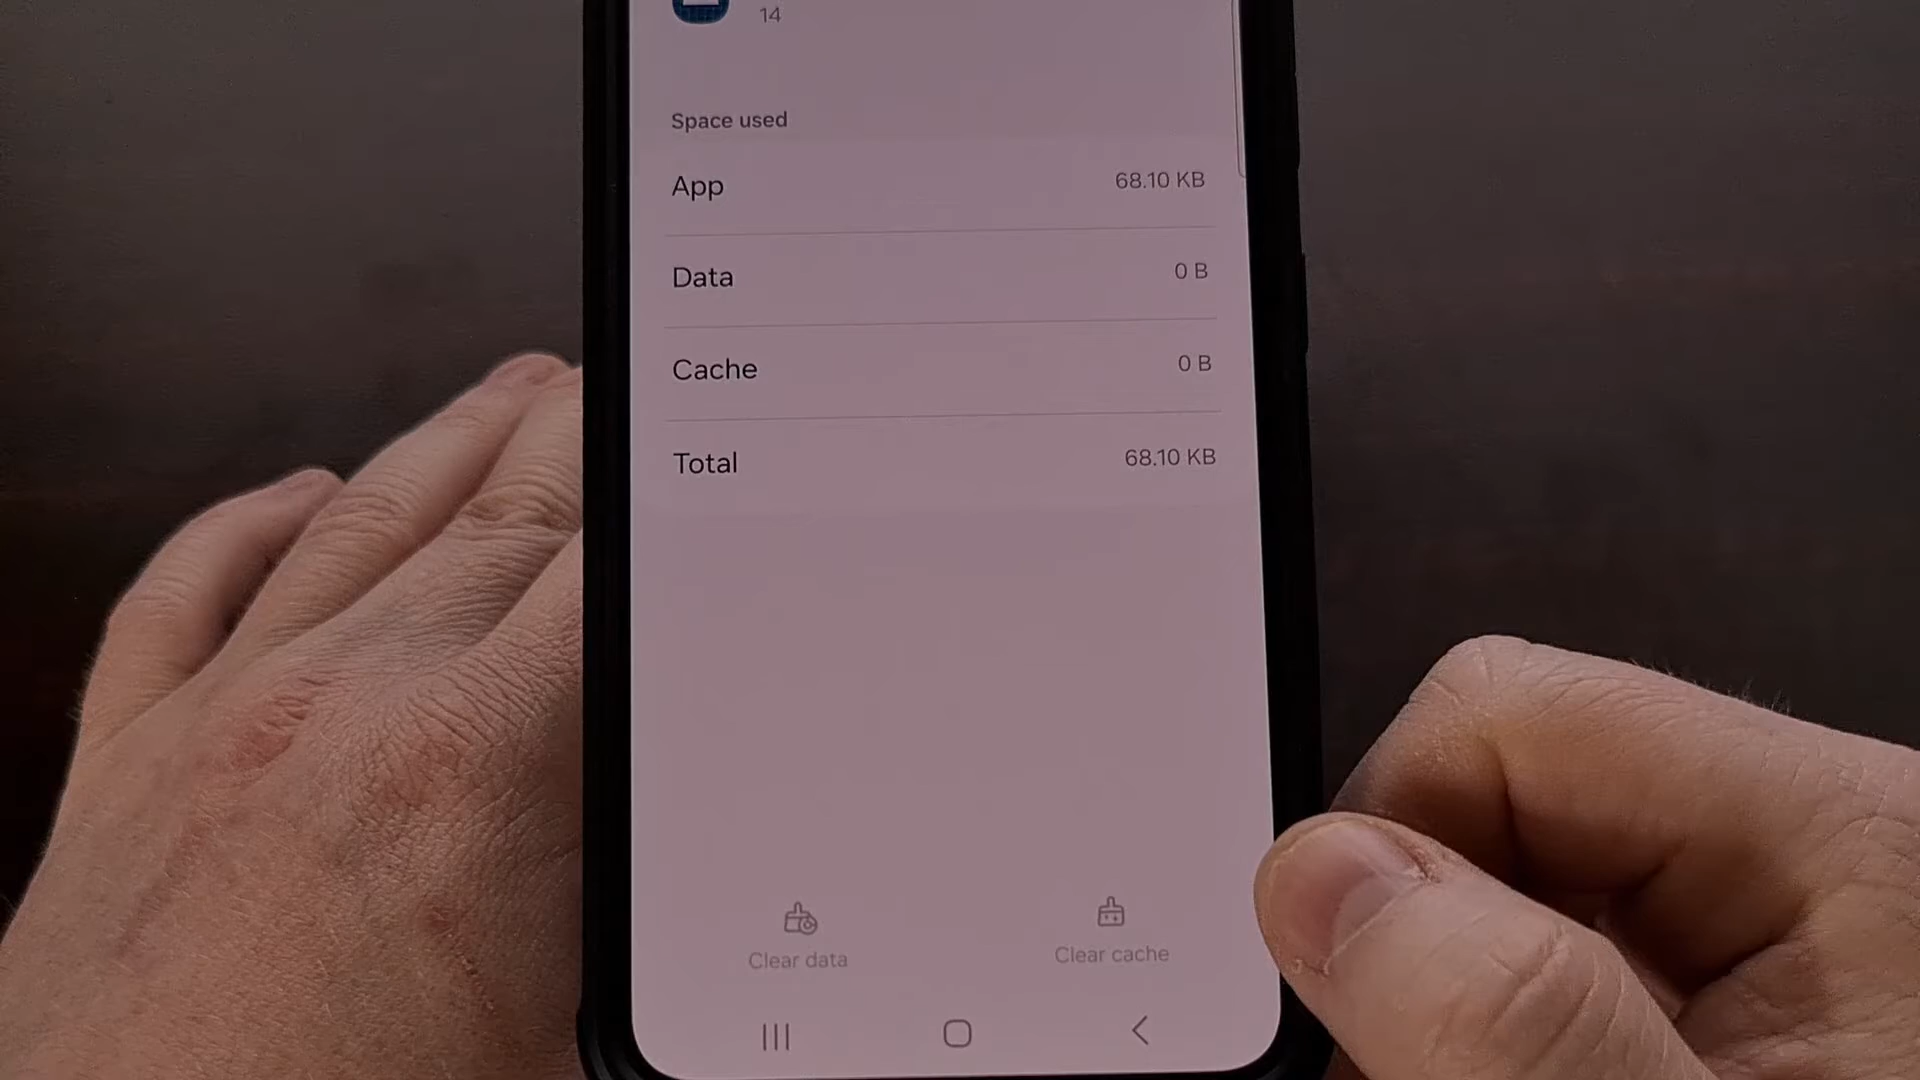 14
Space used
App 68.10 KB
Data 0 B
Cache 0 B
Total 68.10 KB
Clear data Clear cache